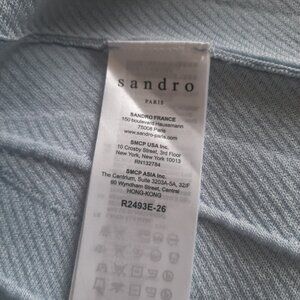 sandro
PARIS
SANDRO FRANCE
150 boulevard Haussmann
75008 Paris
www.sandro-paris.com
SMCP USA Inc.
10 Crosby Street, 3rd Floor
New York, New York 10013
RN132784
SMCP ASIA Inc.
The Centrium, Suite 3203A-5A, 32/F
60 Wyndham Street, Central
HONG-KONG
R2493E-26